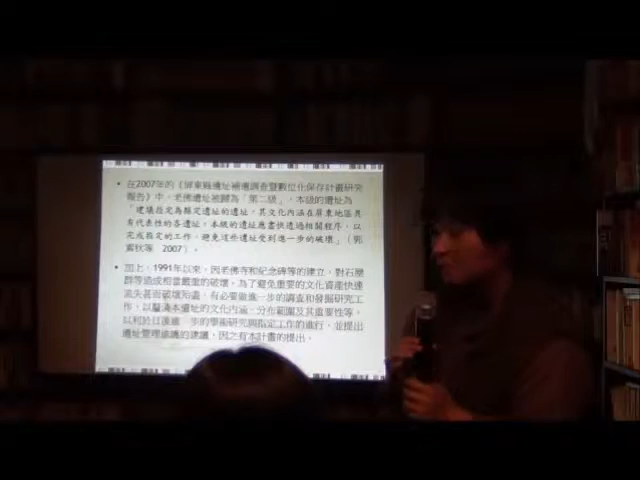 • 在2007年的《屏東縣遺址補遺調查暨數位化保存計畫研究
報告》中，老佛遺址被歸為「第二級」，本級的遺址為
「建議指定為縣定遺址的遺址，其文化內涵在屏東地區具
有代表性的各遺址。本級的遺址應盡快透過相關程序，以
完成指定的工作，避免這些遺址受到進一步的破壞」（郭
素秋等 2007）。
• 加上，1991年以來，因老佛寺和紀念碑等的建立，對石屋
群等造成相當嚴重的破壞，為了避免重要的文化資產快速
流失甚而破壞殆盡，有必要做進一步的調查和發掘研究工
作，以釐清本遺址的文化內涵、分布範圍及其重要性等，
以利於日後進一步的學術研究與指定工作的進行，並提出
遺址管理維護的建議，因之有本計畫的提出。